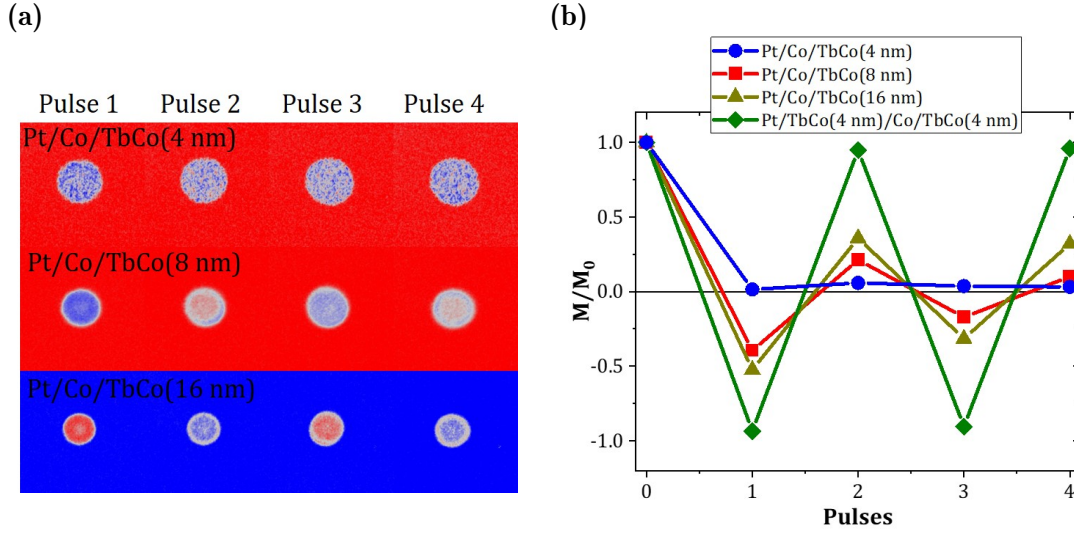 (a)
Pulse 1 Pulse 2 Pulse 3 Pulse 4
Pt/Co/TbCo(4 nm)
Pt/Co/TbCo(8 nm)
Pt/Co/TbCo(16 nm)
(b)
Pt/Co/TbCo(4 nm)
Pt/Co/TbCo(8 nm)
Pt/Co/TbCo(16 nm)
Pt/TbCo(4 nm)/Co/TbCo(4 nm)
1.0
0.5
0.0
-0.5
-1.0
M/M₀
0 1 2 3 4
Pulses